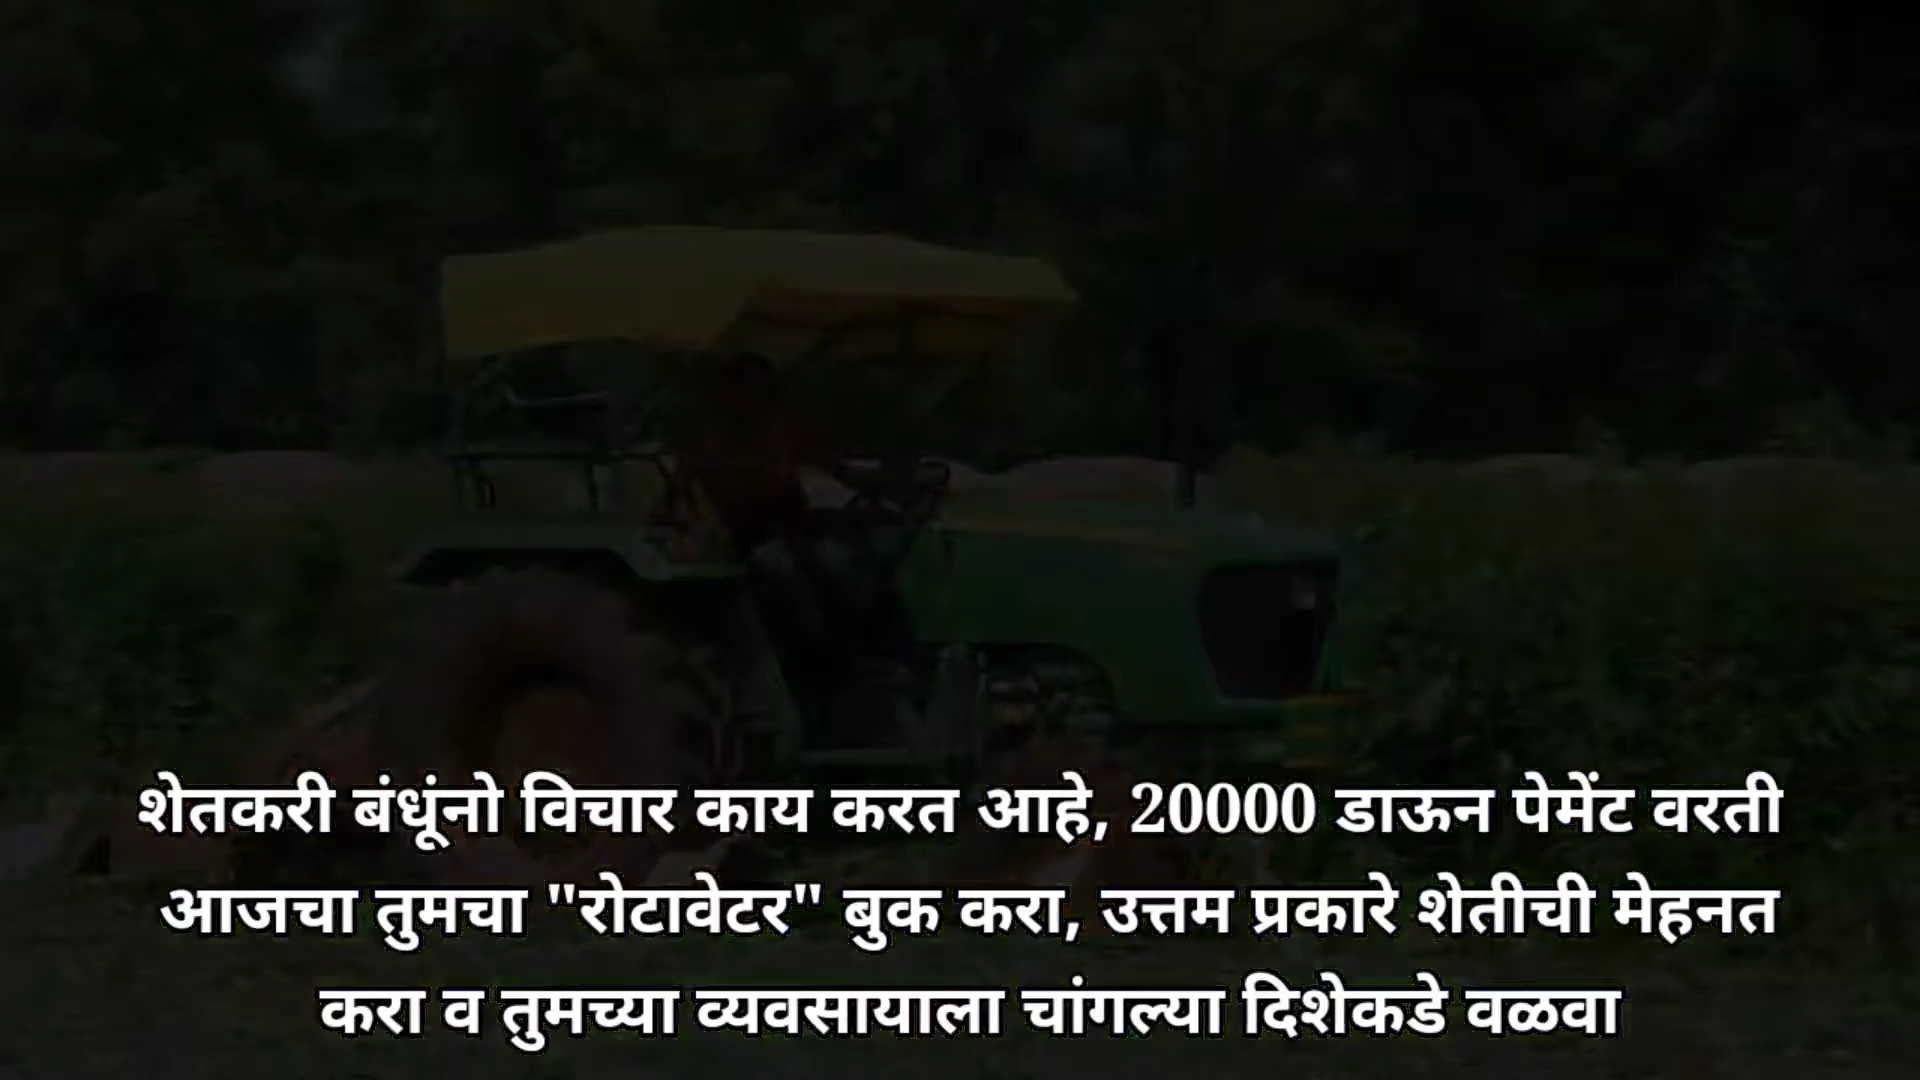 शेतकरी बंधूंनो विचार काय करत आहे, 20000 डाऊन पेमेंट वरती
आजचा तुमचा "रोटावेटर" बुक करा, उत्तम प्रकारे शेतीची मेहनत
करा व तुमच्या व्यवसायाला चांगल्या दिशेकडे वळवा